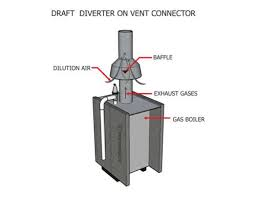 DRAFT DIVERTER ON VENT CONNECTOR
BAFFLE
DILUTION AIR
EXHAUST GASES
GAS BOILER